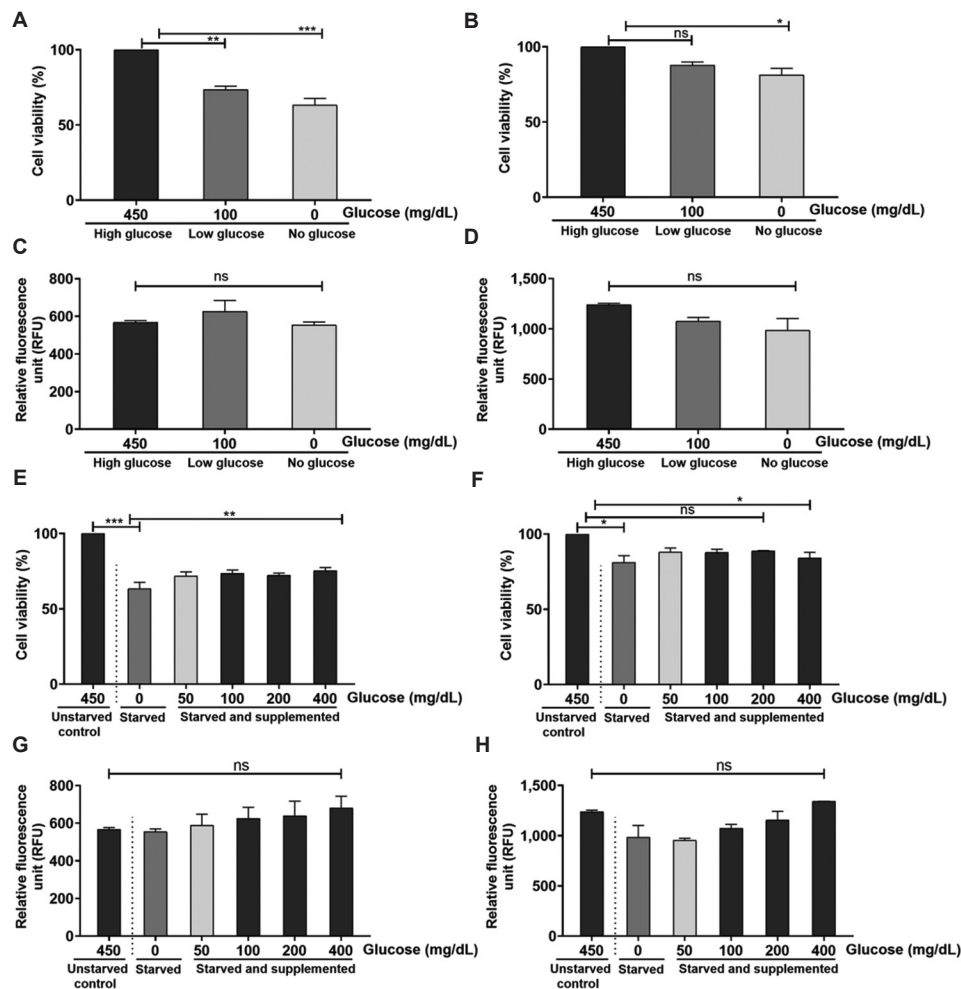 A
Cell viability (%)
100
50
0
***
**
450 100 0 Glucose (mg/dL)
High glucose Low glucose No glucose
B
Cell viability (%)
100
50
0
*
ns
450 100 0 Glucose (mg/dL)
High glucose Low glucose No glucose
C
Relative fluorescence
unit (RFU)
800
600
400
200
0
ns
450 100 0 Glucose (mg/dL)
High glucose Low glucose No glucose
D
Relative fluorescence
unit (RFU)
1,500
1,000
500
0
ns
450 100 0 Glucose (mg/dL)
High glucose Low glucose No glucose
E
Cell viability (%)
100
50
0
***
**
450 0 50 100 200 400 Glucose (mg/dL)
Unstarved Starved Starved and supplemented
control
F
Cell viability (%)
100
50
0
*
ns
*
450 0 50 100 200 400 Glucose (mg/dL)
Unstarved Starved Starved and supplemented
control
G
Relative fluorescence
unit (RFU)
800
600
400
200
0
ns
450 0 50 100 200 400 Glucose (mg/dL)
Unstarved Starved Starved and supplemented
control
H
Relative fluorescence
unit (RFU)
1,500
1,000
500
0
ns
450 0 50 100 200 400 Glucose (mg/dL)
Unstarved Starved Starved and supplemented
control